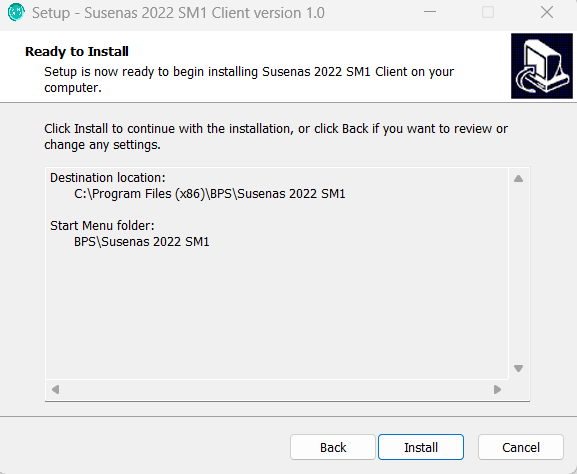 Setup - Susenas 2022 SM1 Client version 1.0
Ready to Install
Setup is now ready to begin installing Susenas 2022 SM1 Client on your
computer.
Click Install to continue with the installation, or click Back if you want to review or
change any settings.
Destination location:
C:\Program Files (x86)\BPS\Susenas 2022 SM1
Start Menu folder:
BPS\Susenas 2022 SM1
Back
Install
Cancel